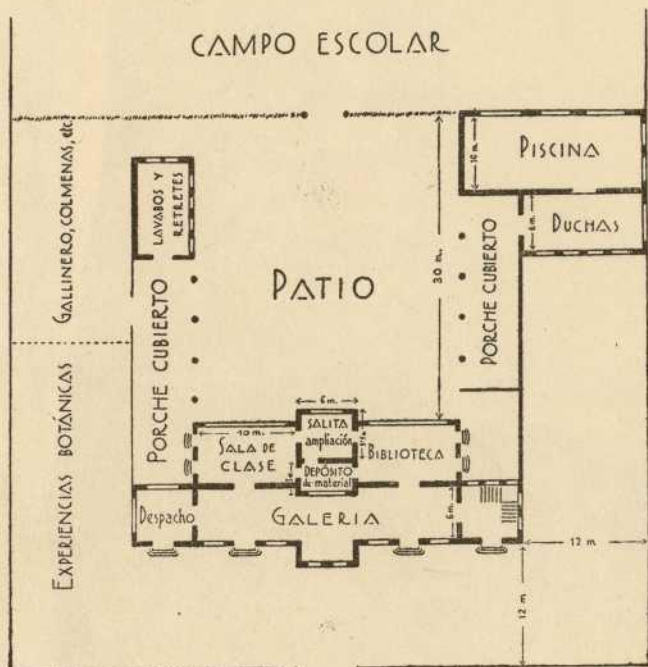 CAMPO ESCOLAR
GALLINERO, COLMENAS, etc.
LAVABOS Y
RETRETES
10 m.
PISCINA
6 m.
DUCHAS
PATIO
30 m.
PORCHE CUBIERTO
PORCHE CUBIERTO
EXPERIENCIAS BOTÁNICAS
6 m.
10 m.
SALITA
ampliación
SALA DE
CLASE
BIBLIOTECA
DEPÓSITO
de material
Despacho
GALERIA
6 m.
12 m.
12 m.